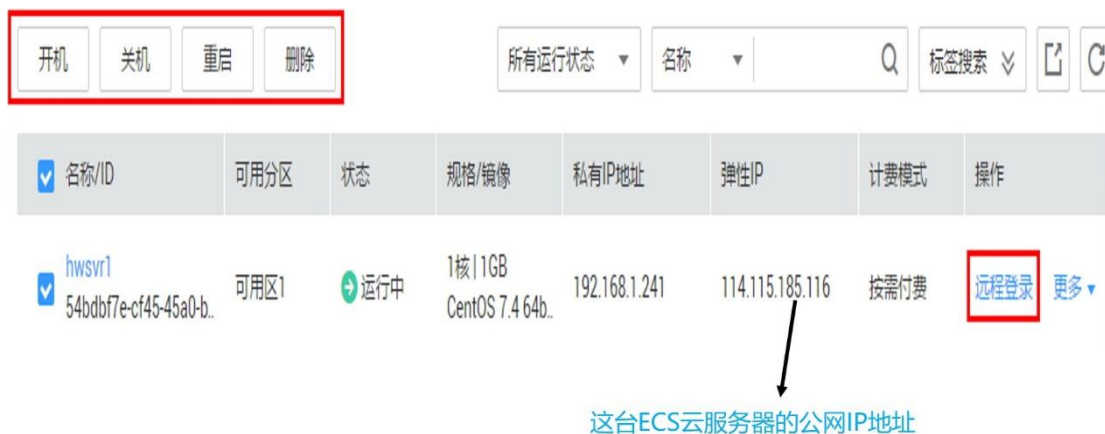 开机 关机 重启 删除 所有运行状态 名称 标签搜索
名称/ID 可用分区 状态 规格/镜像 私有IP地址 弹性IP 计费模式 操作
hwsvr1
54bdbf7e-cf45-45a0-b..
可用区1 运行中
1核 | 1GB
CentOS 7.4 64b..
192.168.1.241 114.115.185.116 按需付费 远程登录 更多
这台ECS云服务器的公网IP地址